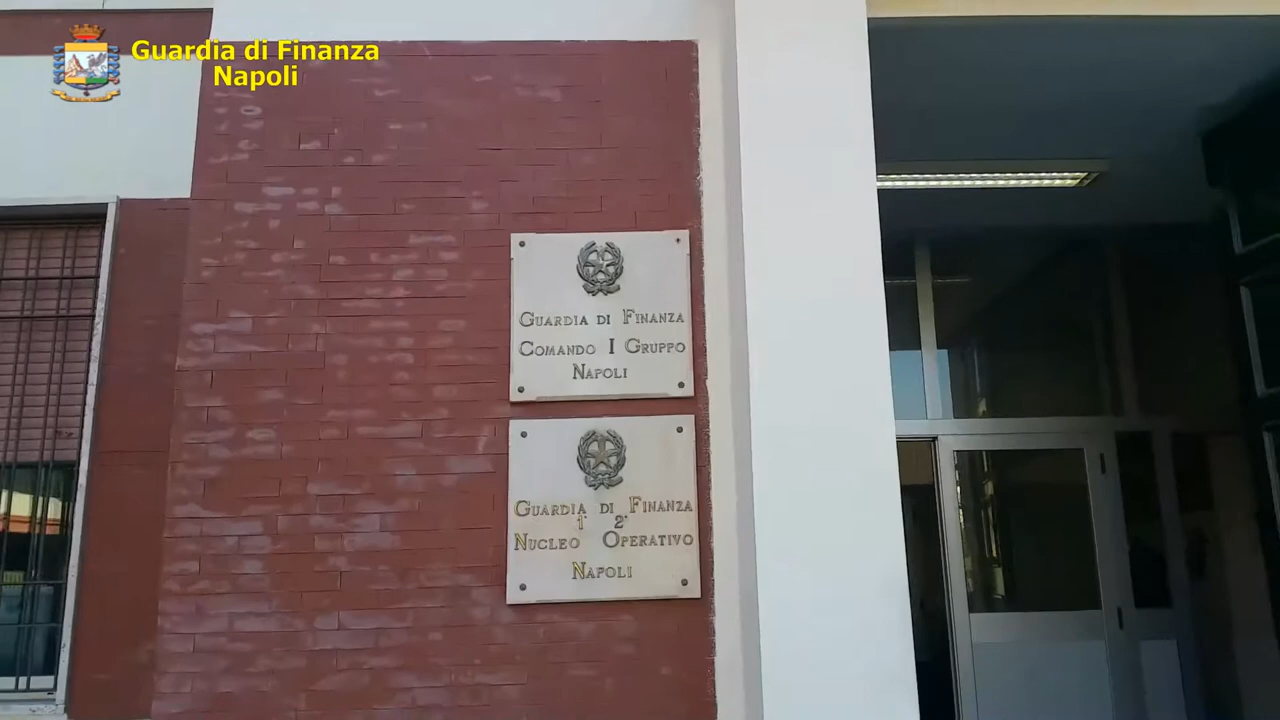 Guardia di Finanza
Napoli
GUARDIA DI FINANZA
COMANDO I GRUPPO
NAPOLI
GUARDIA DI FINANZA
1° 2°
NUCLEO OPERATIVO
NAPOLI